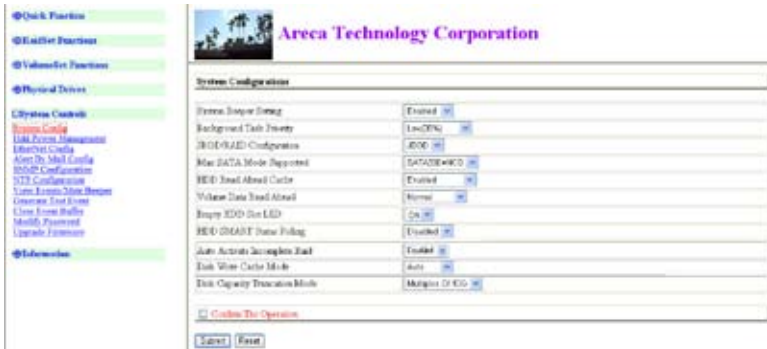 Quick Function
RaidSet Functions
VolumeSet Functions
Physical Drives
System Controls
System Config
Hdd Power Management
EtherNet Config
Alert By Mail Config
SNMP Configuration
NTP Configuration
View Events/Mute Beeper
Generate Test Event
Clear Event Buffer
Modify Password
Upgrade Firmware
Information
Areca Technology Corporation
System Configurations
System Beeper Setting Enabled
Background Task Priority Low(20%)
JBOD/RAID Configuration JBOD
Max SATA Mode Supported SATA300+NCQ
HDD Read Ahead Cache Enabled
Volume Data Read Ahead Normal
Empty HDD Slot LED ON
HDD SMART Status Polling Disabled
Auto Activate Incomplete Raid Enabled
Disk Write Cache Mode Auto
Disk Capacity Truncation Mode Multiples Of 10G
Confirm The Operation
Submit Reset